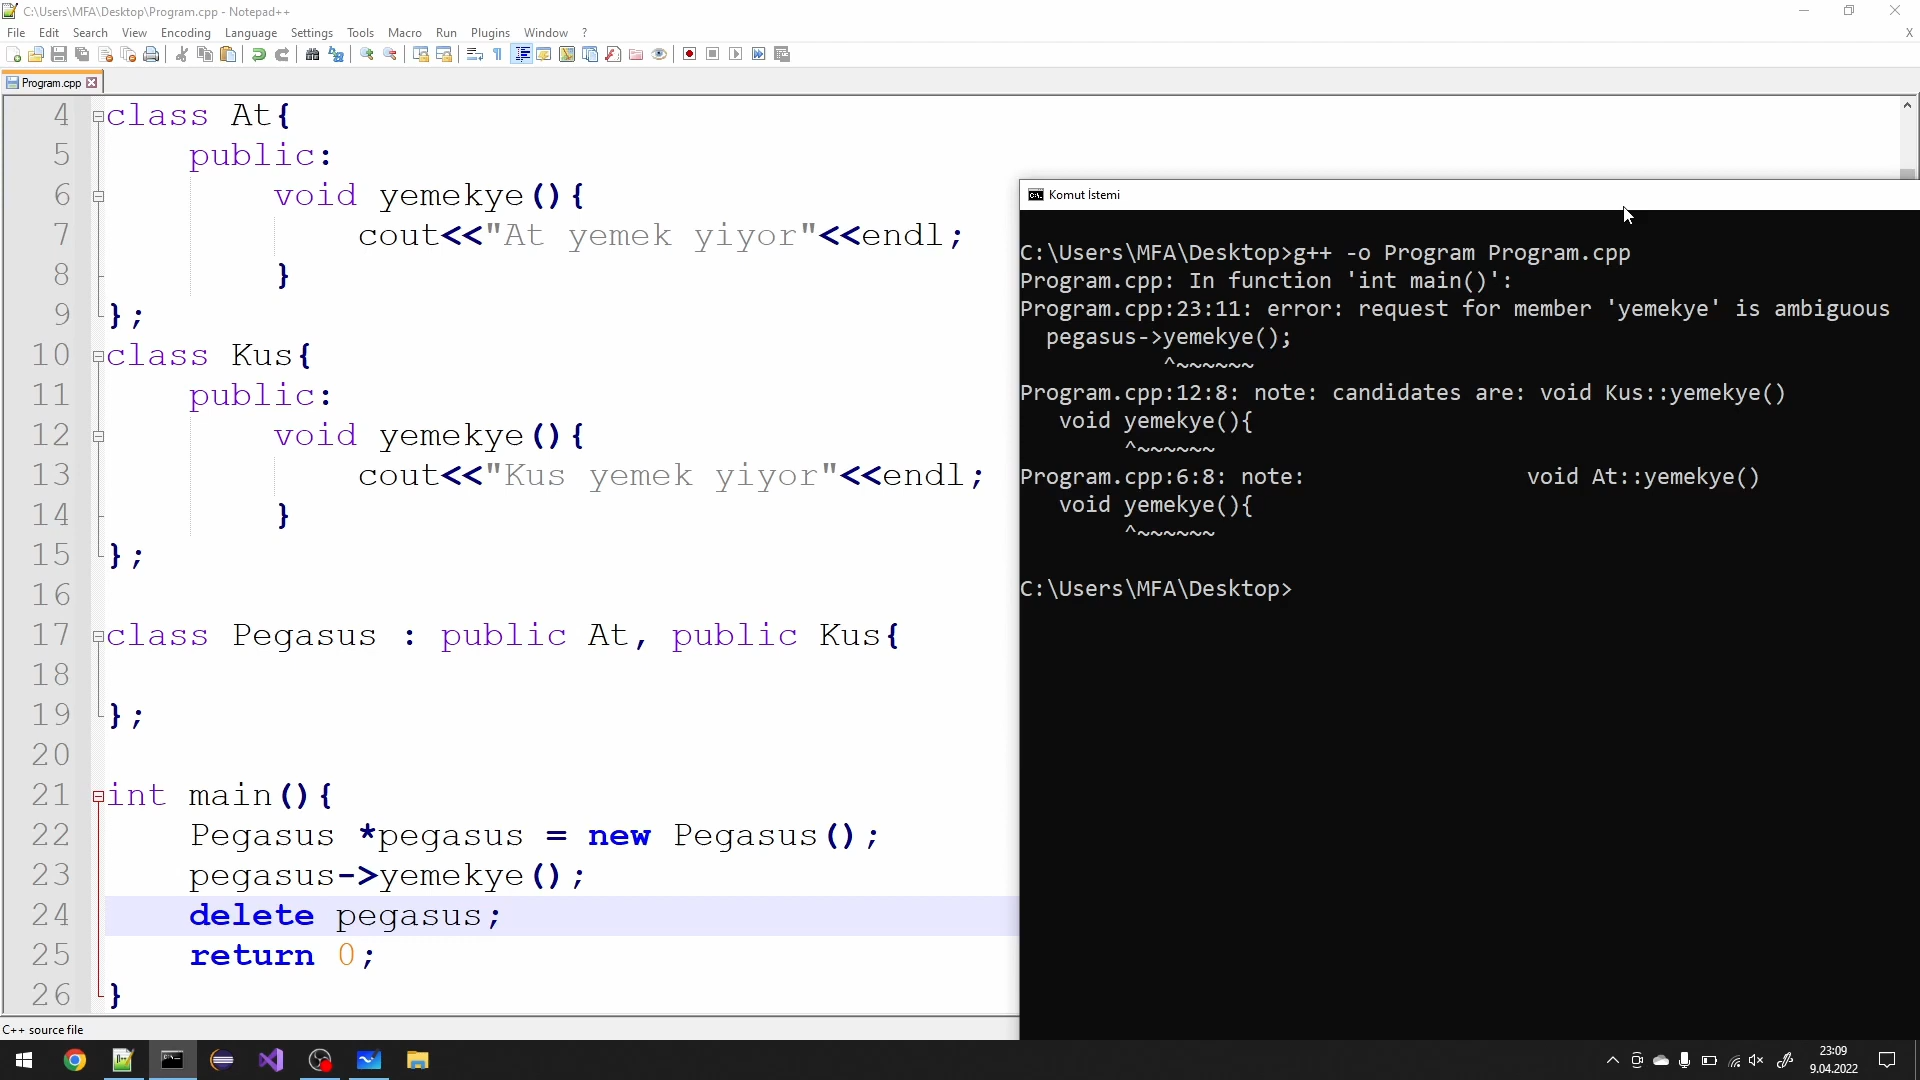 C:\Users\MFA\Desktop\Program.cpp - Notepad++
File Edit Search View Encoding Language Settings Tools Macro Run Plugins Window ? X
Program.cpp
4 class At{
5 public:
6 void yemekye(){
7 cout<<"At yemek yiyor"<<endl;
8 }
9 };
10 class Kus{
11 public:
12 void yemekye(){
13 cout<<"Kus yemek yiyor"<<endl;
14 }
15 };
16
17 class Pegasus : public At, public Kus{
18
19 };
20
21 int main(){
22 Pegasus *pegasus = new Pegasus();
23 pegasus->yemekye();
24 delete pegasus;
25 return 0;
26 }
C++ source file
Komut İstemi
C:\Users\MFA\Desktop>g++ -o Program Program.cpp
Program.cpp: In function 'int main()':
Program.cpp:23:11: error: request for member 'yemekye' is ambiguous
pegasus->yemekye();
^~~~~~~
Program.cpp:12:8: note: candidates are: void Kus::yemekye()
void yemekye(){
^~~~~~~
Program.cpp:6:8: note: void At::yemekye()
void yemekye(){
^~~~~~~
C:\Users\MFA\Desktop>
23:09
9.04.2022